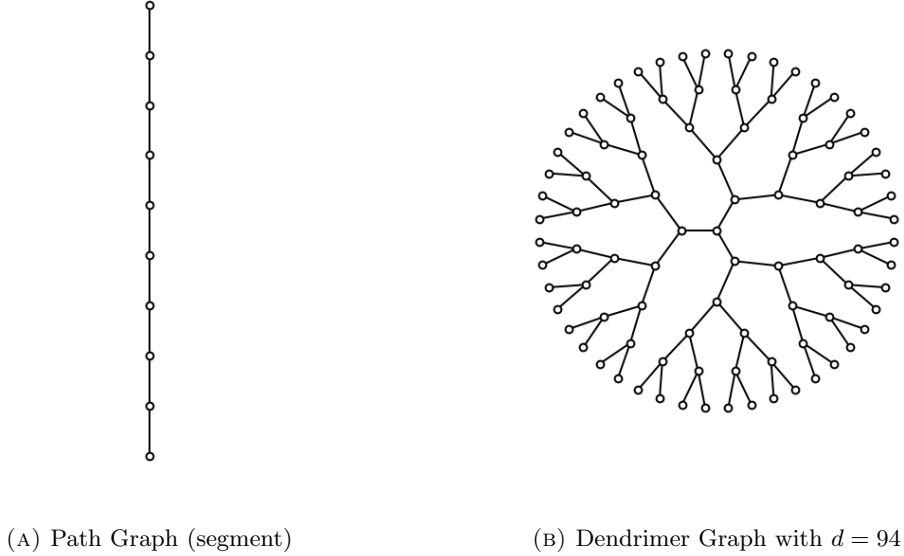 (A) Path Graph (segment)
(B) Dendrimer Graph with d = 94